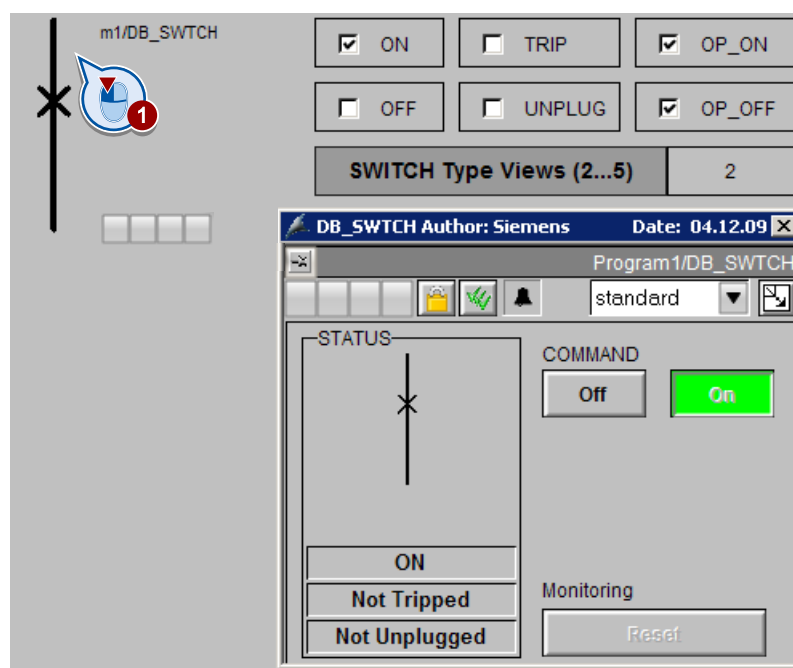 m1/DB_SWTCH
ON
TRIP
OP_ON
OFF
UNPLUG
OP_OFF
SWITCH Type Views (2...5)
2
1
DB_SWTCH Author: Siemens Date: 04.12.09
Program1/DB_SWTCH
standard
STATUS
COMMAND
Off
On
ON
Not Tripped
Not Unplugged
Monitoring
Reset